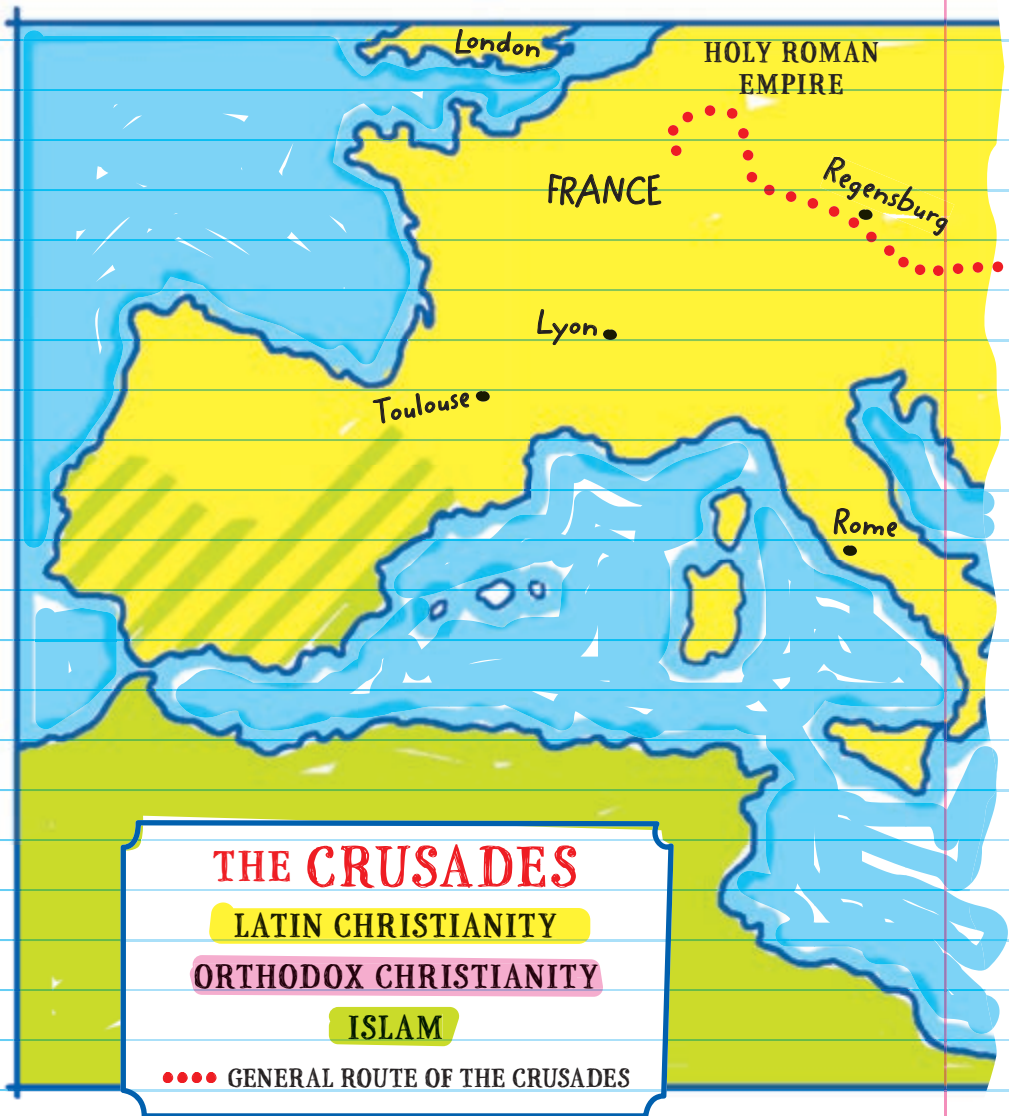 London
HOLY ROMAN
EMPIRE
FRANCE
Regensburg
Lyon
Toulouse
Rome
THE CRUSADES
LATIN CHRISTIANITY
ORTHODOX CHRISTIANITY
ISLAM
GENERAL ROUTE OF THE CRUSADES